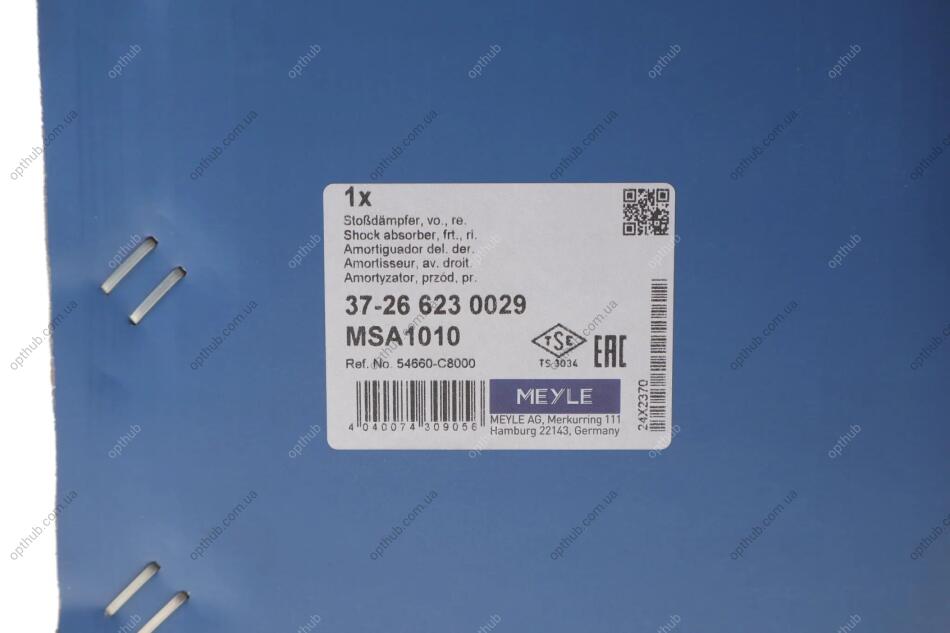 1x
Stoßdämpfer, vo., re.
Shock absorber, frt., ri.
Amortiguador del. der.
Amortisseur, av. droit
Amortyzator, przód, pr.
37-26 623 0029
MSA1010
Ref. No. 54660-C8000
TSE
TS 3034
EAC
4 040074 309056
MEYLE
MEYLE AG, Merkurring 111
Hamburg 22143, Germany
24X2370
opthub
opthub.com.ua